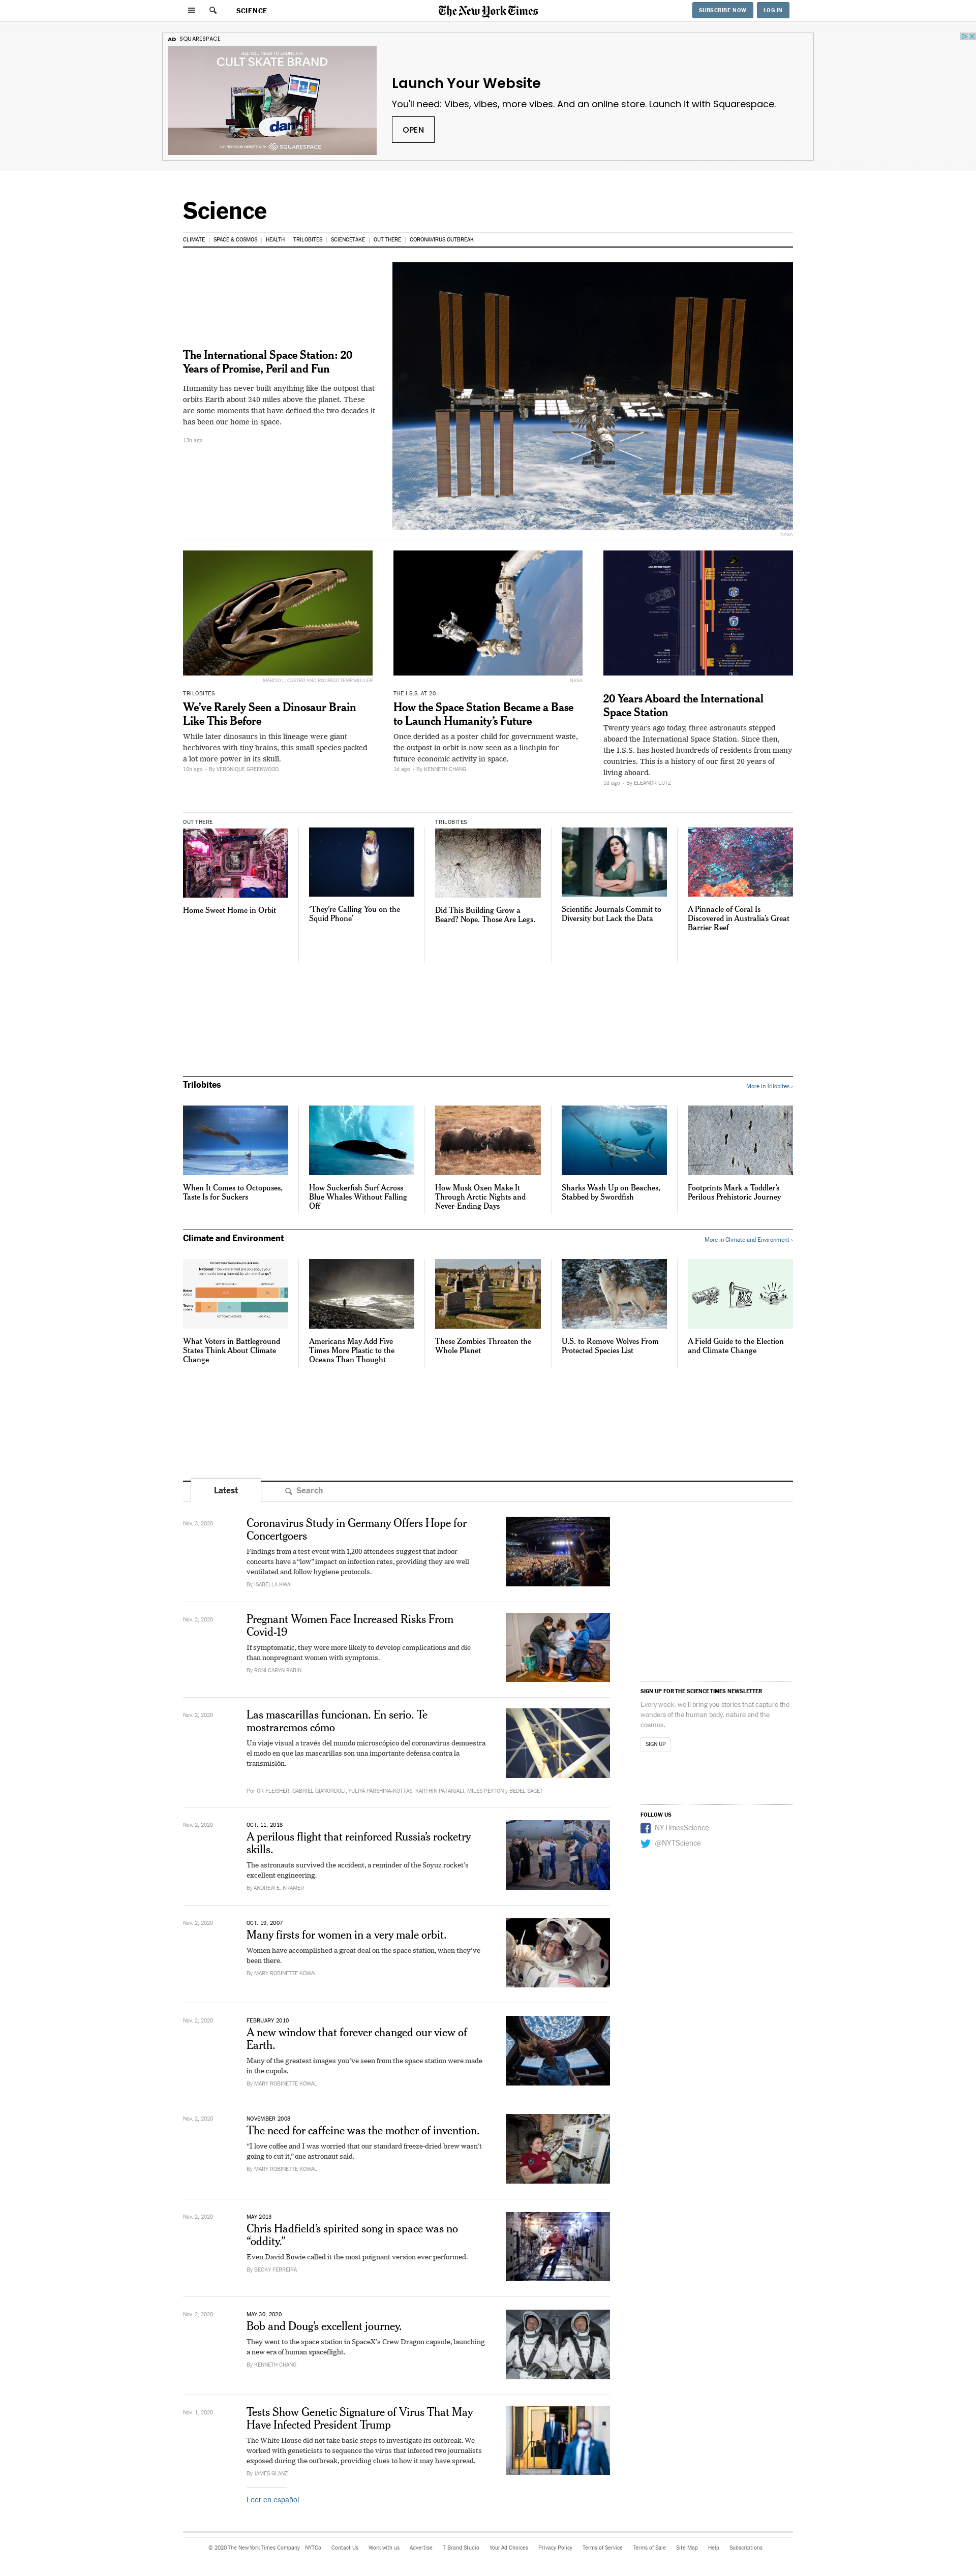 SCIENCE
The New York Times
SUBSCRIBE NOW
LOG IN
AD SQUARESPACE
ALL YOU NEED TO LAUNCH A
CULT SKATE BRAND
dan
LAUNCH YOUR WEBSITE WITH SQUARESPACE
Launch Your Website
You'll need: Vibes, vibes, more vibes. And an online store. Launch it with Squarespace.
OPEN
Science
CLIMATE
SPACE & COSMOS
HEALTH
TRILOBITES
SCIENCETAKE
OUT THERE
CORONAVIRUS OUTBREAK
The International Space Station: 20
Years of Promise, Peril and Fun
Humanity has never built anything like the outpost that
orbits Earth about 240 miles above the planet. These
are some moments that have defined the two decades it
has been our home in space.
13h ago
NASA
MARCIO L. CASTRO AND RODRIGO TEMP MÜLLER
TRILOBITES
We've Rarely Seen a Dinosaur Brain
Like This Before
While later dinosaurs in this lineage were giant
herbivores with tiny brains, this small species packed
a lot more power in its skull.
10h ago · By VERONIQUE GREENWOOD
NASA
THE I.S.S. AT 20
How the Space Station Became a Base
to Launch Humanity's Future
Once derided as a poster child for government waste,
the outpost in orbit is now seen as a linchpin for
future economic activity in space.
1d ago · By KENNETH CHANG
20 Years Aboard the International
Space Station
Twenty years ago today, three astronauts stepped
aboard the International Space Station. Since then,
the I.S.S. has hosted hundreds of residents from many
countries. This is a history of our first 20 years of
living aboard.
1d ago · By ELEANOR LUTZ
OUT THERE
Home Sweet Home in Orbit
'They're Calling You on the
Squid Phone'
TRILOBITES
Did This Building Grow a
Beard? Nope. Those Are Legs.
Scientific Journals Commit to
Diversity but Lack the Data
A Pinnacle of Coral Is
Discovered in Australia's Great
Barrier Reef
Trilobites
More in Trilobites ›
When It Comes to Octopuses,
Taste Is for Suckers
How Suckerfish Surf Across
Blue Whales Without Falling
Off
How Musk Oxen Make It
Through Arctic Nights and
Never-Ending Days
Sharks Wash Up on Beaches,
Stabbed by Swordfish
Footprints Mark a Toddler's
Perilous Prehistoric Journey
Climate and Environment
More in Climate and Environment ›
What Voters in Battleground
States Think About Climate
Change
Americans May Add Five
Times More Plastic to the
Oceans Than Thought
These Zombies Threaten the
Whole Planet
U.S. to Remove Wolves From
Protected Species List
A Field Guide to the Election
and Climate Change
Latest
Search
Nov. 3, 2020
Coronavirus Study in Germany Offers Hope for
Concertgoers
Findings from a test event with 1,200 attendees suggest that indoor
concerts have a "low" impact on infection rates, providing they are well
ventilated and follow hygiene protocols.
By ISABELLA KWAI
Nov. 2, 2020
Pregnant Women Face Increased Risks From
Covid-19
If symptomatic, they were more likely to develop complications and die
than nonpregnant women with symptoms.
By RONI CARYN RABIN
Nov. 2, 2020
Las mascarillas funcionan. En serio. Te
mostraremos cómo
Un viaje visual a través del mundo microscópico del coronavirus demuestra
el modo en que las mascarillas son una importante defensa contra la
transmisión.
Por OR FLEISHER, GABRIEL GIANORDOLI, YULIYA PARSHINA-KOTTAS, KARTHIK PATANJALI, MILES PEYTON y BEDEL SAGET
Nov. 2, 2020
OCT. 11, 2018
A perilous flight that reinforced Russia's rocketry
skills.
The astronauts survived the accident, a reminder of the Soyuz rocket's
excellent engineering.
By ANDREW E. KRAMER
Nov. 2, 2020
OCT. 19, 2007
Many firsts for women in a very male orbit.
Women have accomplished a great deal on the space station, when they've
been there.
By MARY ROBINETTE KOWAL
Nov. 2, 2020
FEBRUARY 2010
A new window that forever changed our view of
Earth.
Many of the greatest images you've seen from the space station were made
in the cupola.
By MARY ROBINETTE KOWAL
Nov. 2, 2020
NOVEMBER 2008
The need for caffeine was the mother of invention.
"I love coffee and I was worried that our standard freeze-dried brew wasn't
going to cut it," one astronaut said.
By MARY ROBINETTE KOWAL
Nov. 2, 2020
MAY 2013
Chris Hadfield's spirited song in space was no
"oddity."
Even David Bowie called it the most poignant version ever performed.
By BECKY FERREIRA
Nov. 2, 2020
MAY 30, 2020
Bob and Doug's excellent journey.
They went to the space station in SpaceX's Crew Dragon capsule, launching
a new era of human spaceflight.
By KENNETH CHANG
Nov. 1, 2020
Tests Show Genetic Signature of Virus That May
Have Infected President Trump
The White House did not take basic steps to investigate its outbreak. We
worked with geneticists to sequence the virus that infected two journalists
exposed during the outbreak, providing clues to how it may have spread.
By JAMES GLANZ
Leer en español
SIGN UP FOR THE SCIENCE TIMES NEWSLETTER
Every week, we'll bring you stories that capture the
wonders of the human body, nature and the
cosmos.
SIGN UP
FOLLOW US
NYTimesScience
@NYTScience
© 2020 The New York Times Company
NYTCo
Contact Us
Work with us
Advertise
T Brand Studio
Your Ad Choices
Privacy Policy
Terms of Service
Terms of Sale
Site Map
Help
Subscriptions